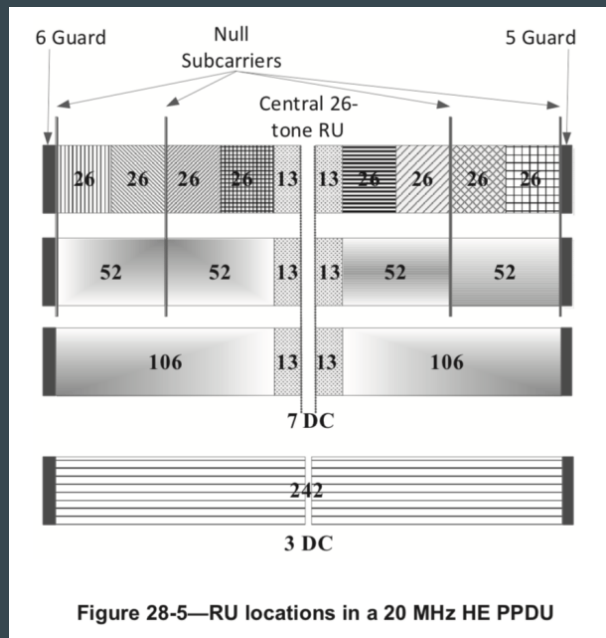 6 Guard
Null
Subcarriers
5 Guard
Central 26-
tone RU
26 26 26 26 13 13 26 26 26 26
52 52 13 13 52 52
106 13 13 106
7 DC
242
3 DC
Figure 28-5—RU locations in a 20 MHz HE PPDU